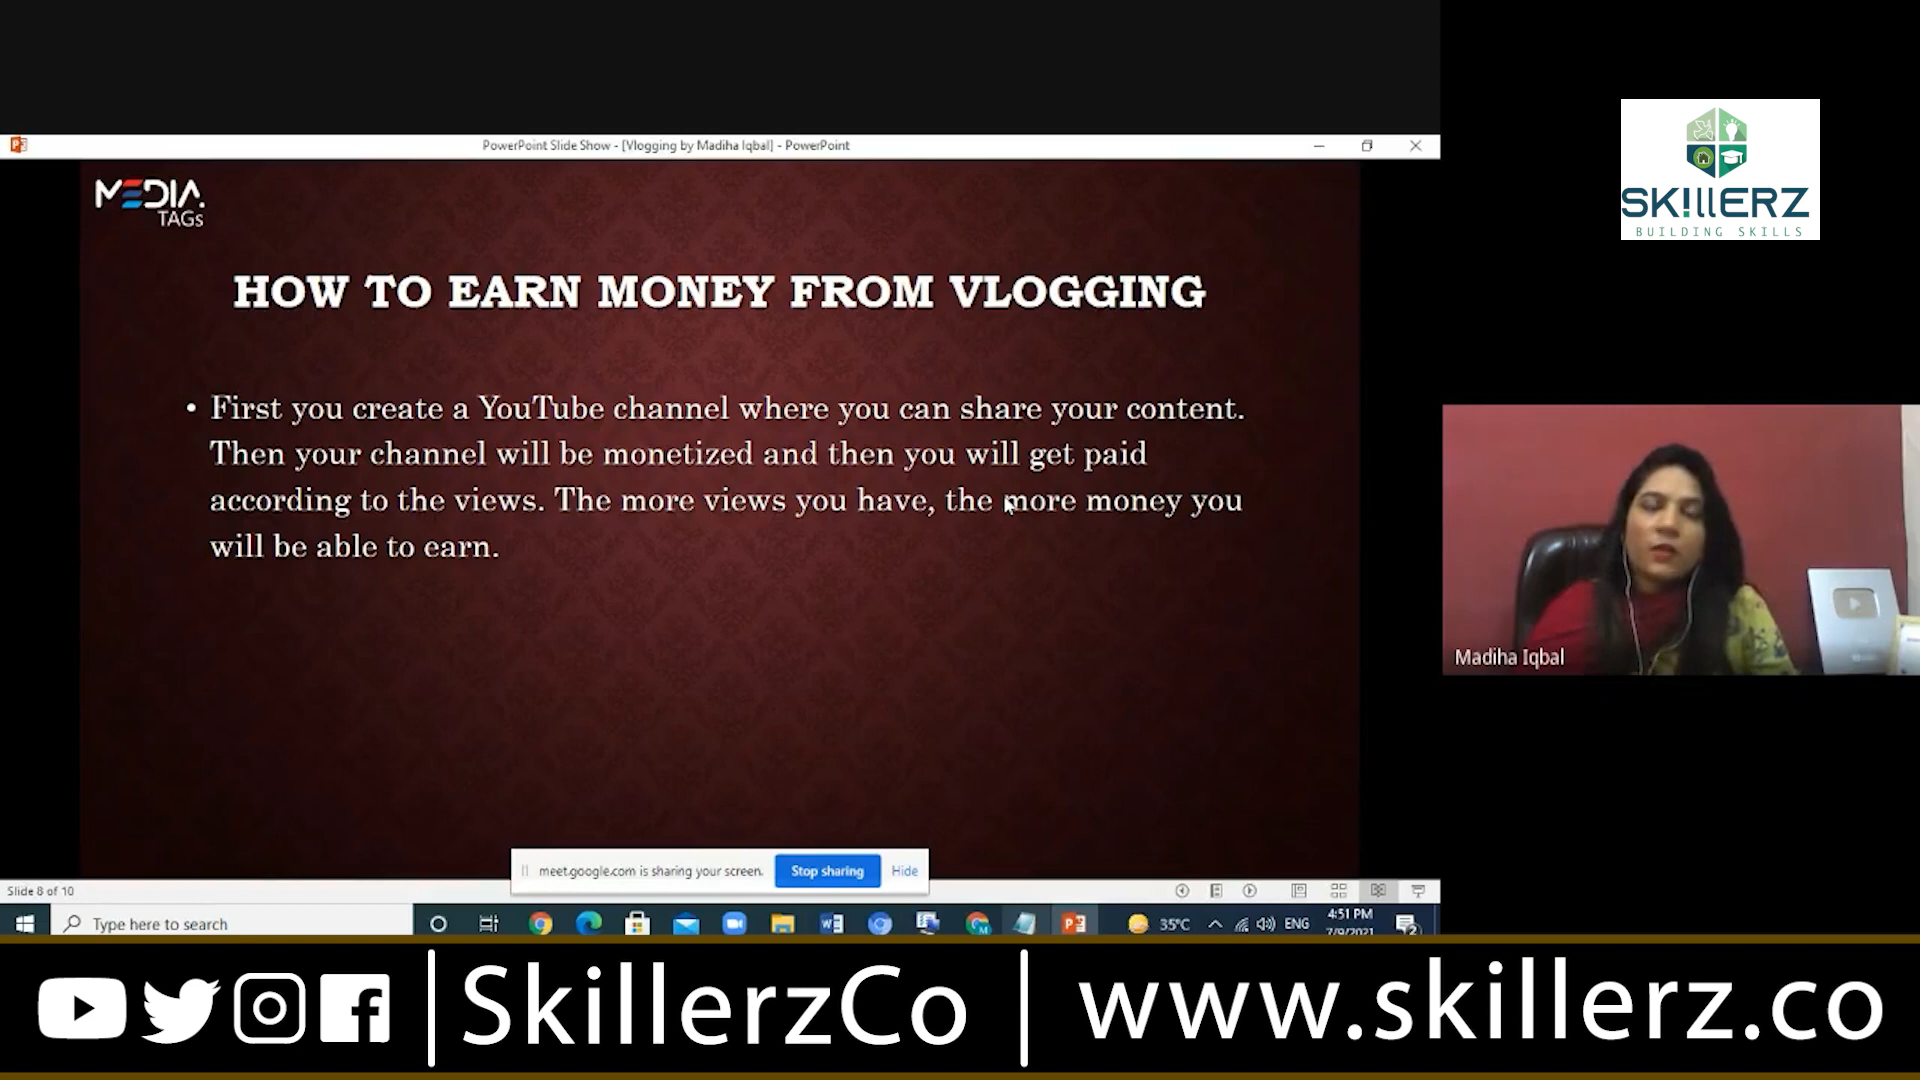 PowerPoint Slide Show - [Vlogging by Madiha Iqbal] - PowerPoint
MEDIA
TAGs
SK!llERZ
BUILDING SKILLS
HOW TO EARN MONEY FROM VLOGGING
• First you create a YouTube channel where you can share your content.
Then your channel will be monetized and then you will get paid
according to the views. The more views you have, the more money you
will be able to earn.
Madiha Iqbal
meet.google.com is sharing your screen.
Stop sharing
Hide
Slide 8 of 10
Type here to search
35°C
ENG
4:51 PM
7/9/2021
2
SkillerzCo
www.skillerz.co